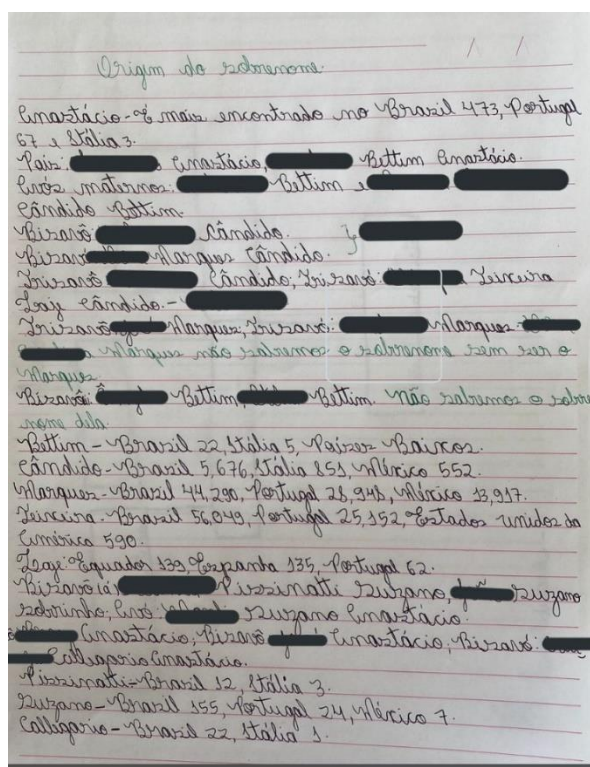 Origem do sobrenome.
Anastácio - É mais encontrado no Brasil 473, Portugal
67 e Itália 3.
Pais: Anastácio, Bettim Anastácio.
Avós maternos: Bettim e
Cândido Bettim.
Bisavô: Cândido. }
Bisavó: Marques Cândido.
Trisavô Cândido; Trisavó: Teixeira
Laje Cândido. -
Trisavô Marques; Trisavó: Marques
Marques não sabemos o sobrenome sem ser o
Marques.
Bisavô: Bettim, Bettim. Não sabemos o sobre
nome dela.
Bettim - Brasil 22, Itália 5, Países Baixos.
Cândido - Brasil 5,676, Itália 851, México 552.
Marques - Brasil 44,290, Portugal 28,948, México 13,917.
Teixeira - Brasil 56,049, Portugal 25,152, Estados unidos da
América 590.
Laje: Equador 139, Espanha 135, Portugal 62.
Pizzinatti Suzano, Suzano
sobrinho; Avó: Suzano Anastácio.
Anastácio; Bisavô Anastácio, Bisavó:
Calligario Anastácio.
Pizzinatti - Brasil 12, Itália 3.
Suzano - Brasil 155, Portugal 24, México 7.
Calligario - Brasil 22, Itália 1.